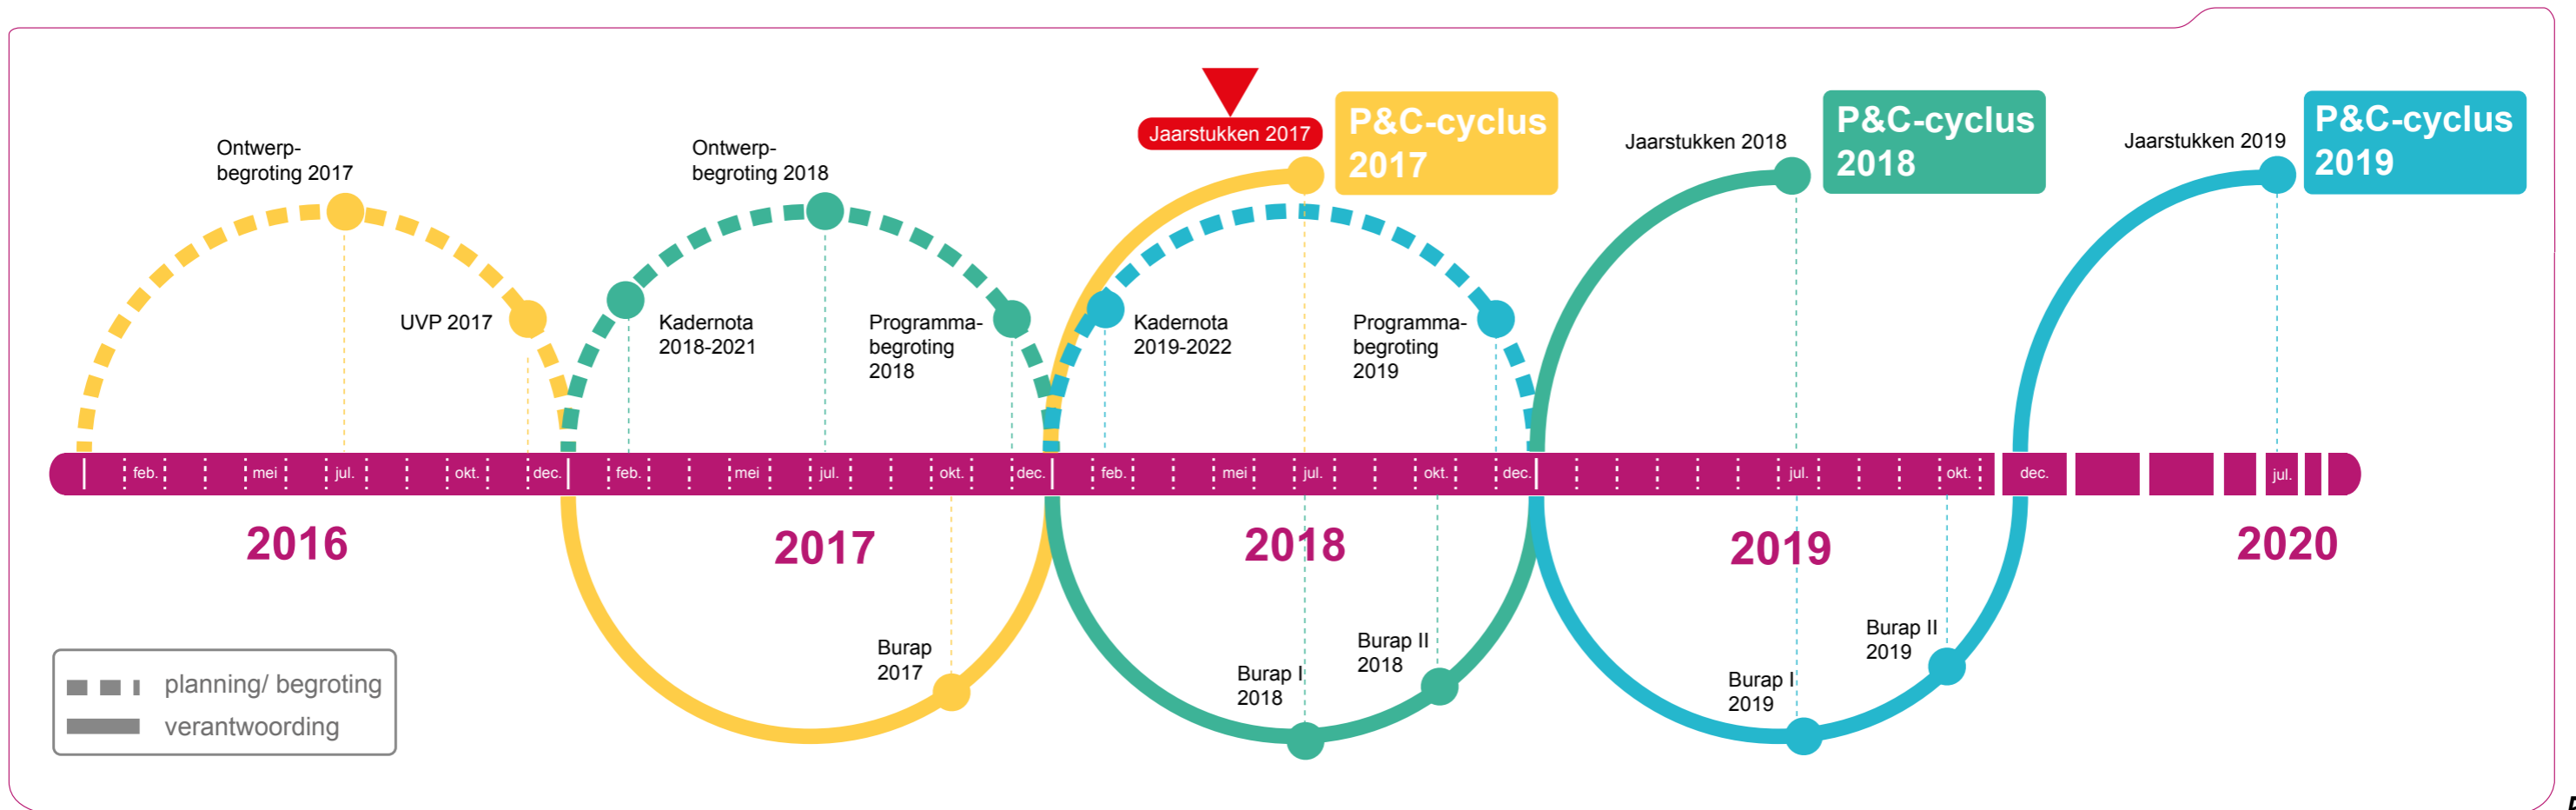 Ontwerp-
begroting 2017
UVP 2017
Ontwerp-
begroting 2018
Kadernota
2018-2021
Programma-
begroting
2018
Jaarstukken 2017
P&C-cyclus
2017
Kadernota
2019-2022
Programma-
begroting
2019
Jaarstukken 2018
P&C-cyclus
2018
Jaarstukken 2019
P&C-cyclus
2019
feb. mei jul. okt. dec. feb. mei jul. okt. dec. feb. mei jul. okt. dec. jul. okt. dec. jul.
2016 2017 2018 2019 2020
Burap
2017
Burap I
2018
Burap II
2018
Burap I
2019
Burap II
2019
planning/ begroting
verantwoording